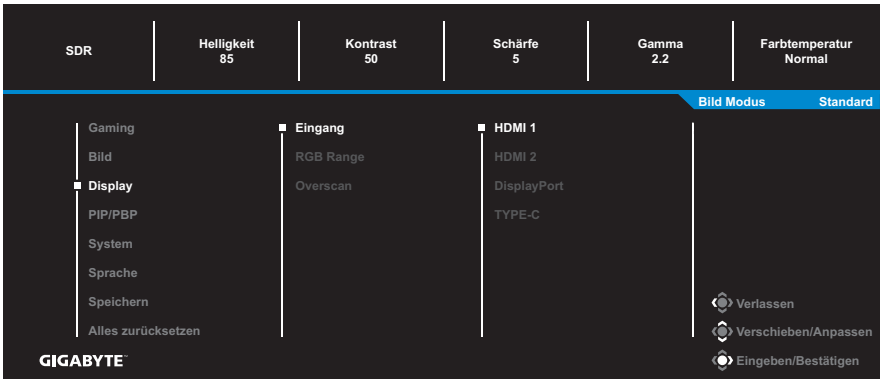 SDR
Helligkeit
85
Kontrast
50
Schärfe
5
Gamma
2.2
Farbtemperatur
Normal
Bild Modus Standard
Gaming
Bild
Display
PIP/PBP
System
Sprache
Speichern
Alles zurücksetzen
Eingang
RGB Range
Overscan
HDMI 1
HDMI 2
DisplayPort
TYPE-C
Verlassen
Verschieben/Anpassen
Eingeben/Bestätigen
GIGABYTE™